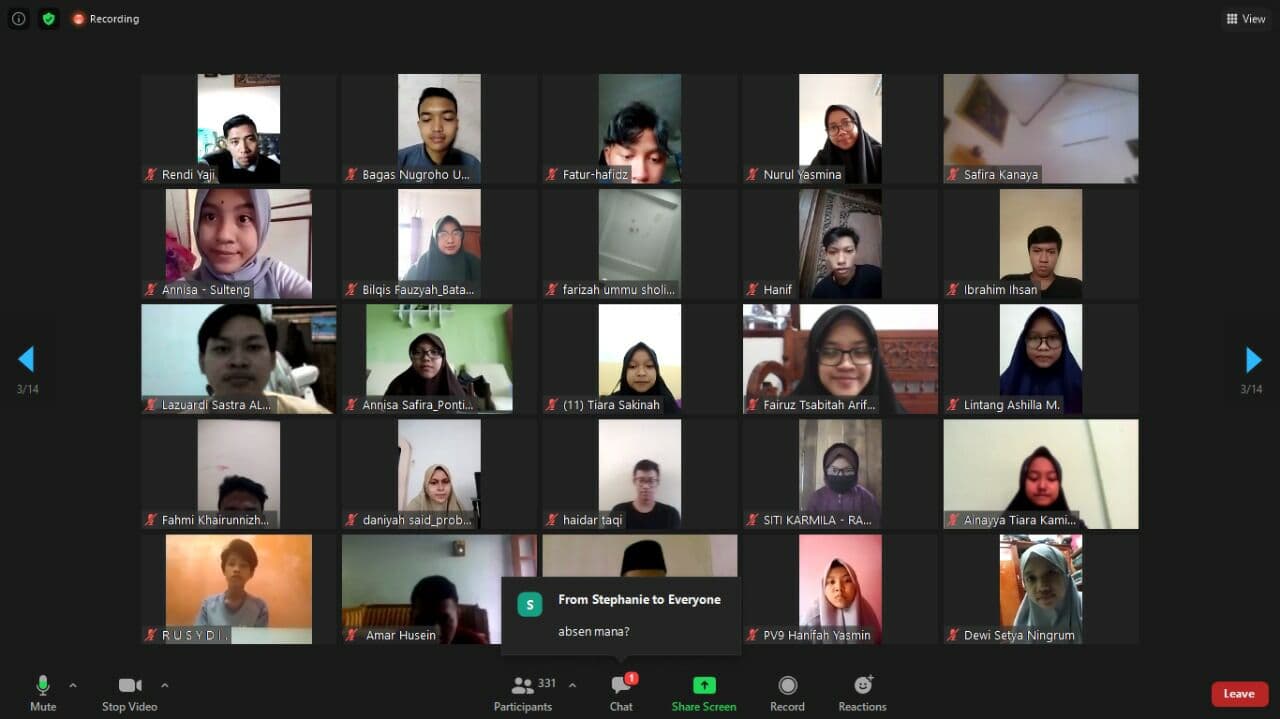 Recording
View
Rendi Yaji
Bagas Nugroho U...
Fatur-hafidz
Nurul Yasmina
Safira Kanaya
Annisa - Sulteng
Bilqis Fauzyah_Bata...
farizah ummu sholi...
Hanif
Ibrahim Ihsan
3/14
3/14
Lazuardi Sastra AL...
Annisa Safira_Ponti...
(11) Tiara Sakinah
Fairuz Tsabitah Arif...
Lintang Ashilla M.
Fahmi Khairunnizh...
daniyah said_prob...
haidar taqi
SITI KARMILA - RA...
Ainayya Tiara Kami...
R U S Y D I .
Amar Husein
S
From Stephanie to Everyone
absen mana?
PV9 Hanifah Yasmin
Dewi Setya Ningrum
Mute
Stop Video
331
Participants
1
Chat
Share Screen
Record
Reactions
Leave